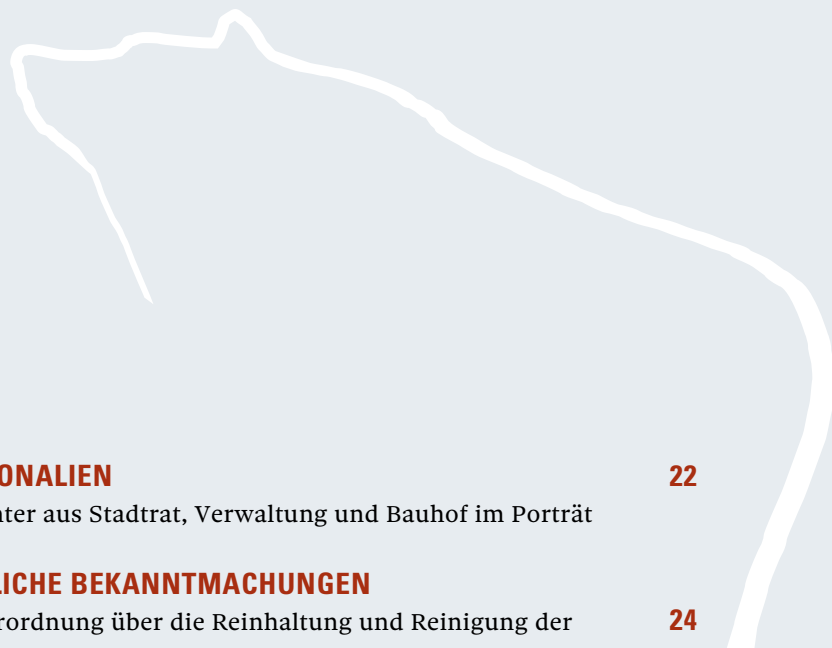 ONALIEN 22
nter aus Stadtrat, Verwaltung und Bauhof im Porträt
LICHE BEKANNTMACHUNGEN
rordnung über die Reinhaltung und Reinigung der 24